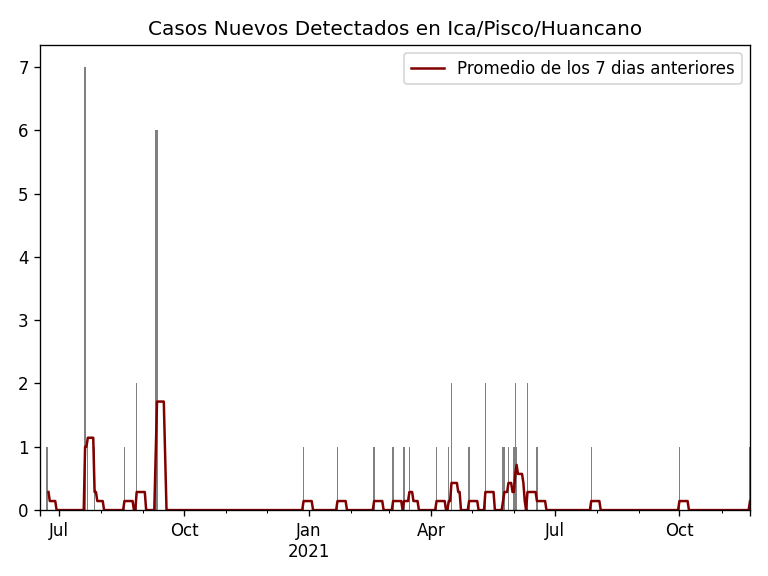 Casos Nuevos Detectados en Ica/Pisco/Huancano
Promedio de los 7 dias anteriores
7
6
5
4
3
2
1
0
Jul
Oct
Jan
2021
Apr
Jul
Oct